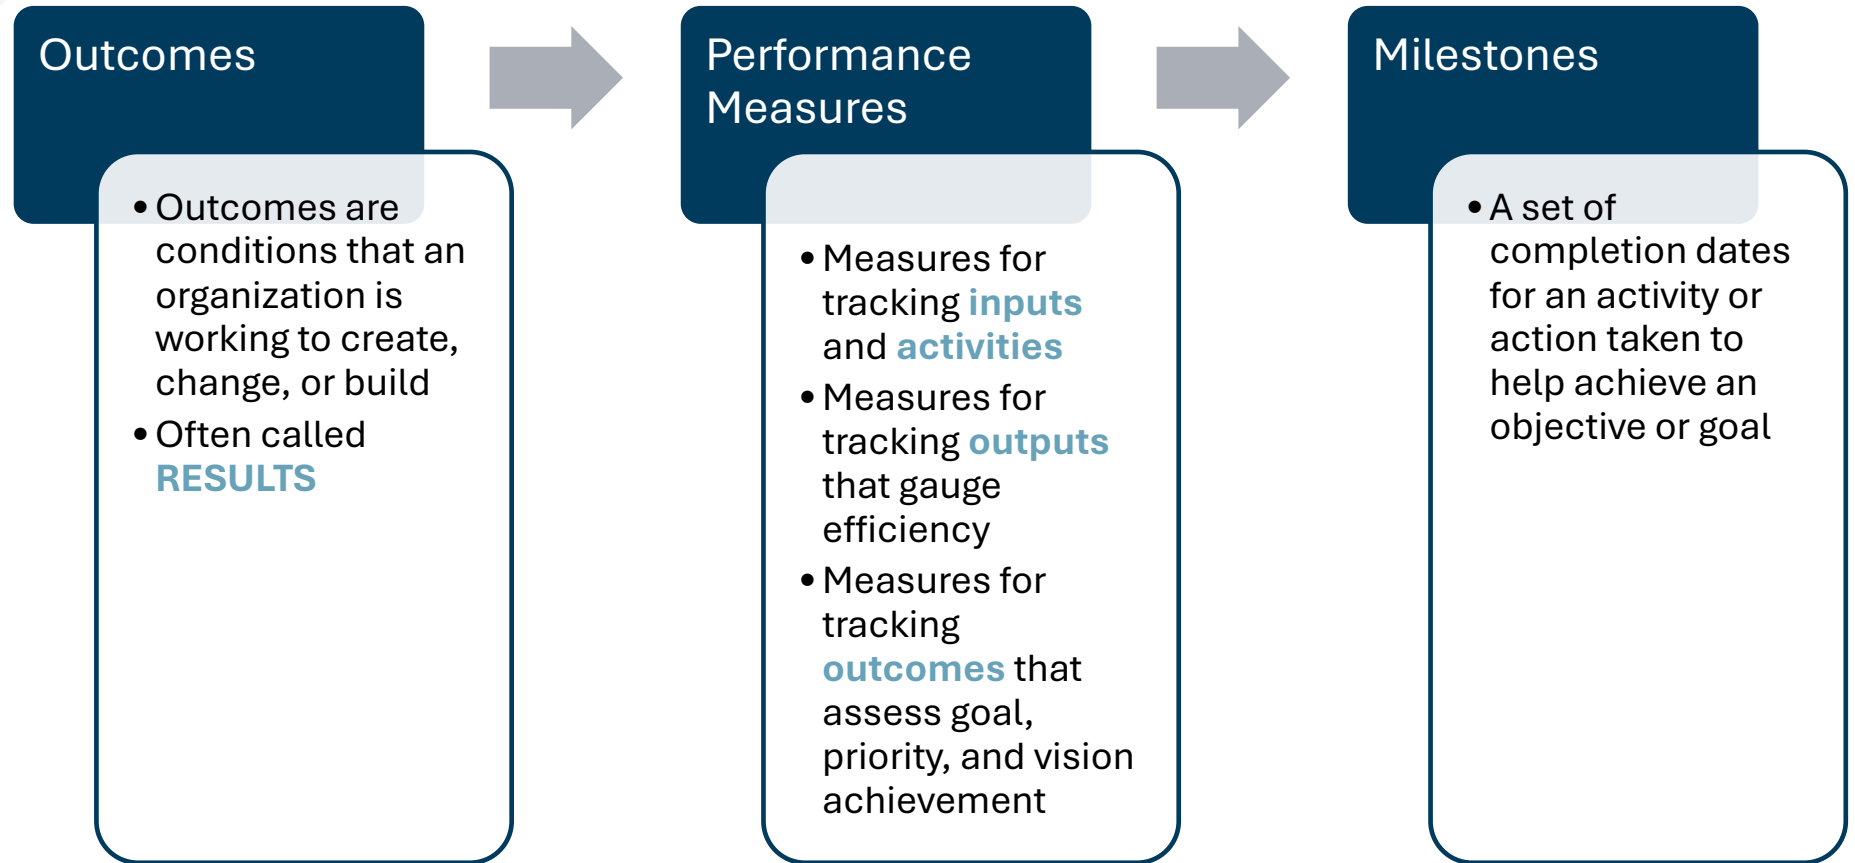 Outcomes
• Outcomes are
conditions that an
organization is
working to create,
change, or build
• Often called
RESULTS
Performance
Measures
• Measures for
tracking inputs
and activities
• Measures for
tracking outputs
that gauge
efficiency
• Measures for
tracking
outcomes that
assess goal,
priority, and vision
achievement
Milestones
• A set of
completion dates
for an activity or
action taken to
help achieve an
objective or goal